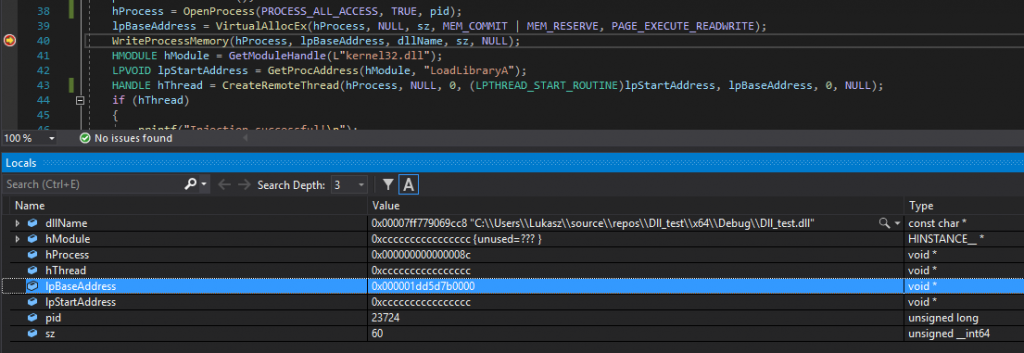 38 hProcess = OpenProcess(PROCESS_ALL_ACCESS, TRUE, pid);
39 lpBaseAddress = VirtualAllocEx(hProcess, NULL, sz, MEM_COMMIT | MEM_RESERVE, PAGE_EXECUTE_READWRITE);
40 WriteProcessMemory(hProcess, lpBaseAddress, dllName, sz, NULL);
41 HMODULE hModule = GetModuleHandle(L"kernel32.dll");
42 LPVOID lpStartAddress = GetProcAddress(hModule, "LoadLibraryA");
43 HANDLE hThread = CreateRemoteThread(hProcess, NULL, 0, (LPTHREAD_START_ROUTINE)lpStartAddress, lpBaseAddress, 0, NULL);
44 if (hThread)
45 {
46 printf("Injection successful!\n");
100 % No issues found
Locals
Search (Ctrl+E) Search Depth: 3 A
Name Value Type
dllName 0x00007ff779069cc8 "C:\\Users\\Lukasz\\source\\repos\\Dll_test\\x64\\Debug\\Dll_test.dll" const char *
hModule 0xcccccccccccccccc {unused=??? } HINSTANCE__ *
hProcess 0x000000000000008c void *
hThread 0xcccccccccccccccc void *
lpBaseAddress 0x000001dd5d7b0000 void *
lpStartAddress 0xcccccccccccccccc void *
pid 23724 unsigned long
sz 60 unsigned __int64